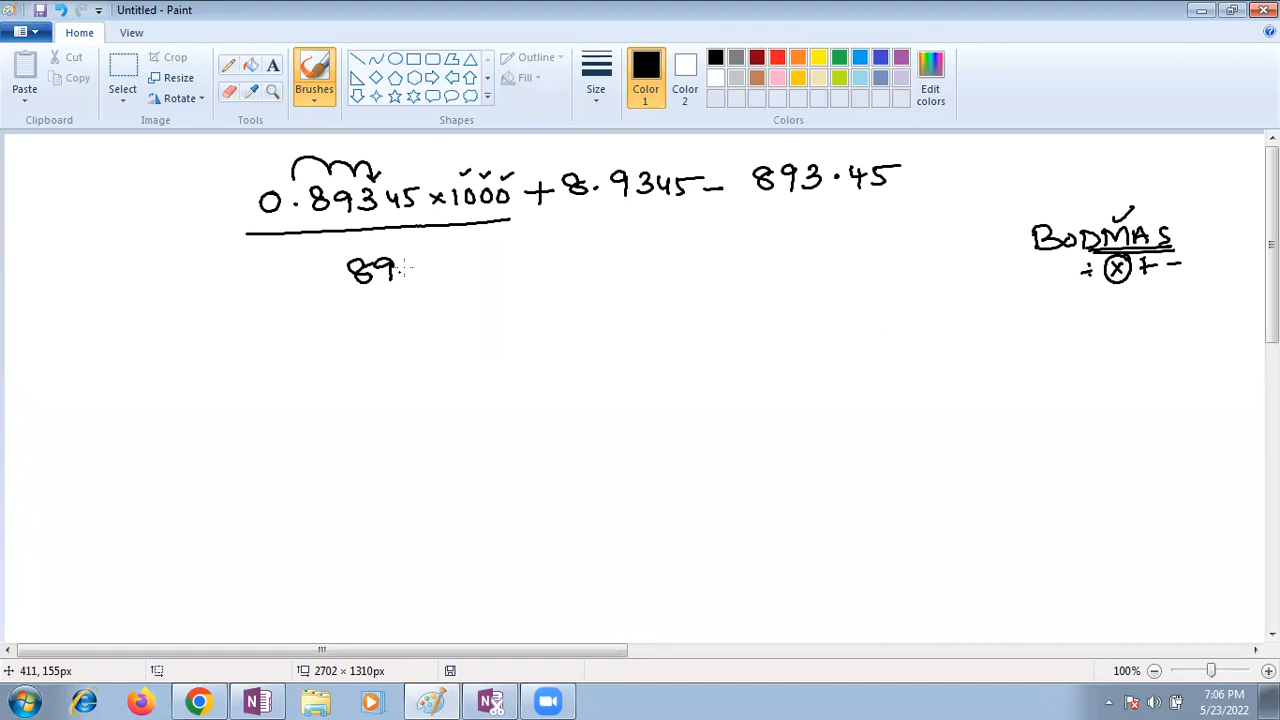 Untitled - Paint
Home View
Paste
Cut
Copy
Select
Crop
Resize
Rotate
A
Brushes
Outline
Fill
Size
Color 1
Color 2
Edit colors
Clipboard Image Tools Shapes Colors
0.89345×1000+8.9345- 893.45
BODMAS
÷ × + -
89.
411, 155px
2702 × 1310px
100%
7:06 PM
5/23/2022